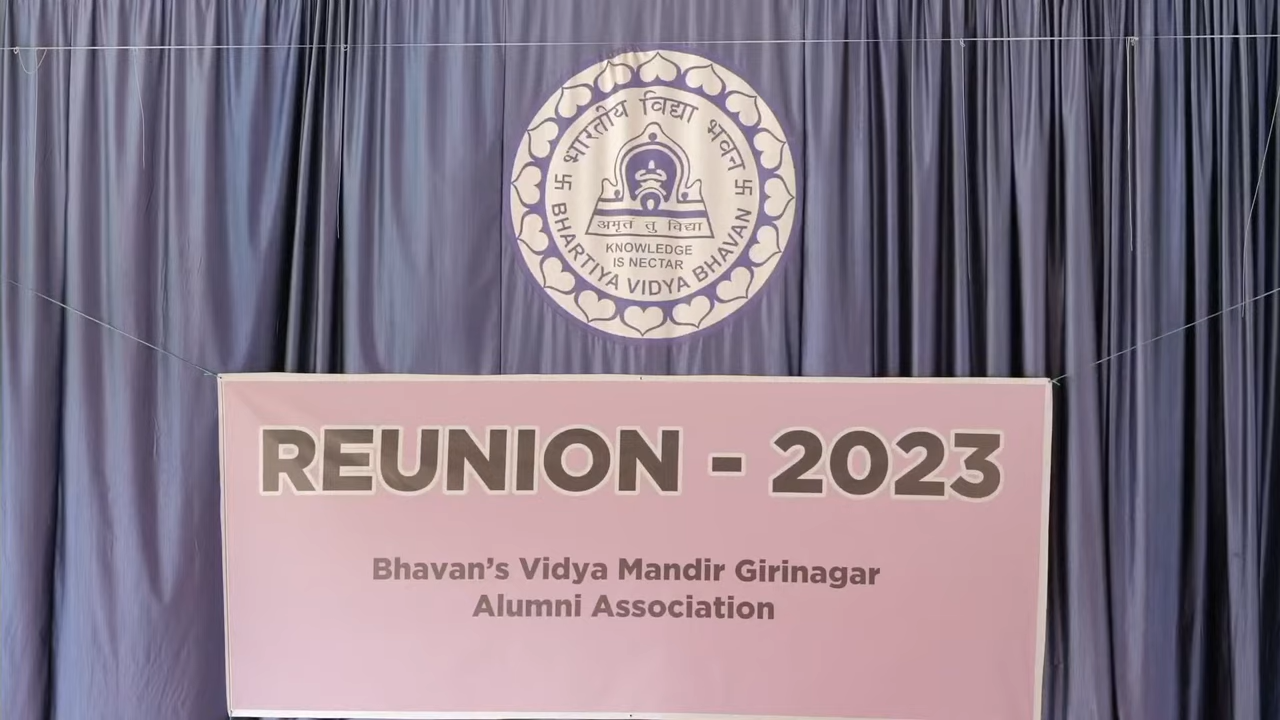 भारतीय विद्या भवन
अमृतं तु विद्या
KNOWLEDGE
IS NECTAR
BHARTIYA VIDYA BHAVAN
REUNION - 2023
Bhavan's Vidya Mandir Girinagar
Alumni Association